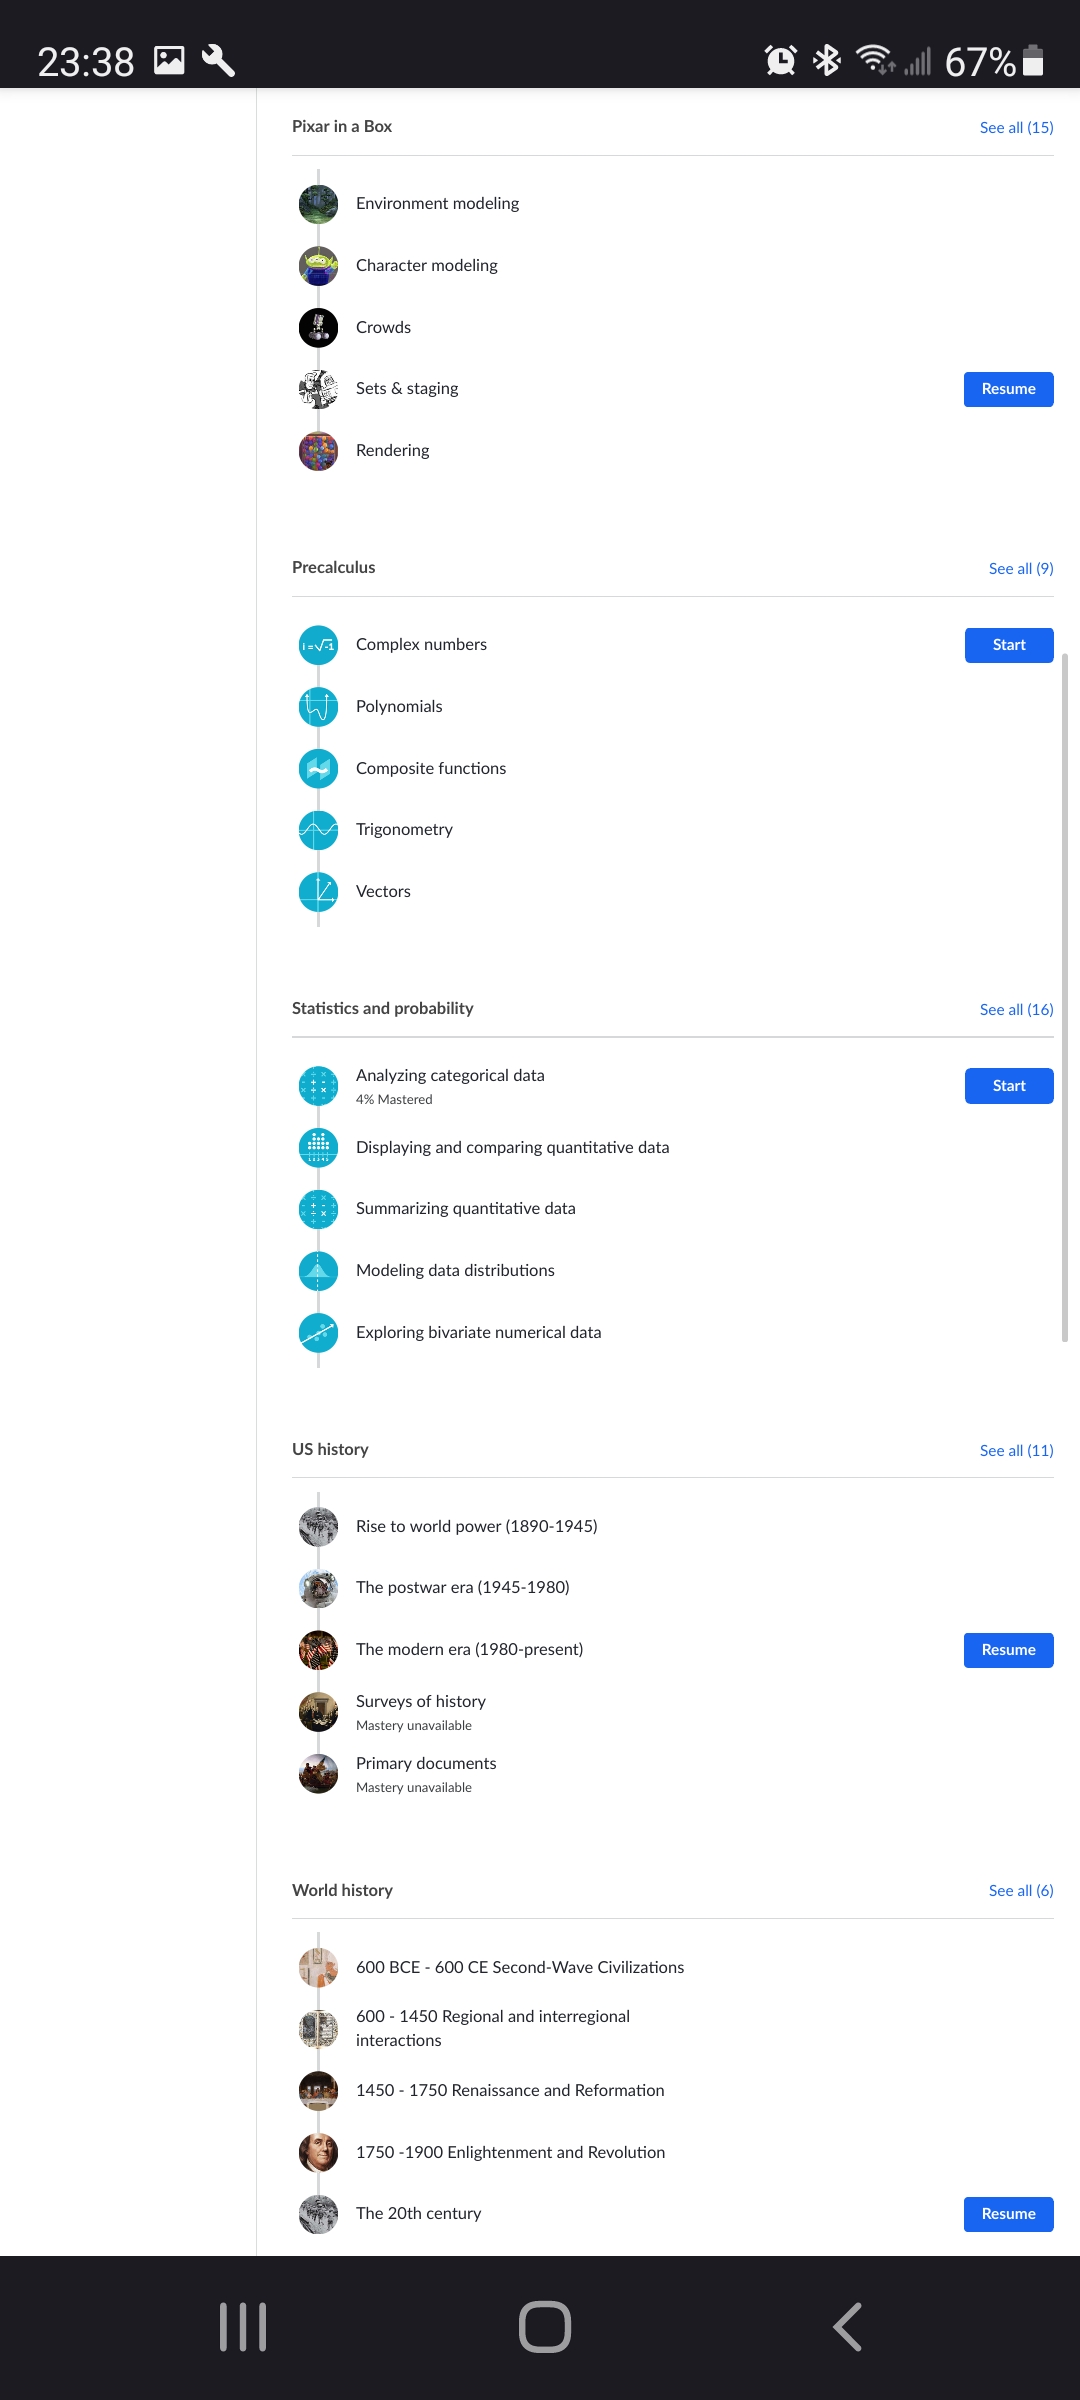 23:38
67%
Pixar in a Box
See all (15)
Environment modeling
Character modeling
Crowds
Sets & staging
Resume
Rendering
Precalculus
See all (9)
i = √-1
Complex numbers
Start
Polynomials
Composite functions
Trigonometry
Vectors
Statistics and probability
See all (16)
Analyzing categorical data
4% Mastered
Start
Displaying and comparing quantitative data
Summarizing quantitative data
Modeling data distributions
Exploring bivariate numerical data
US history
See all (11)
Rise to world power (1890-1945)
The postwar era (1945-1980)
The modern era (1980-present)
Resume
Surveys of history
Mastery unavailable
Primary documents
Mastery unavailable
World history
See all (6)
600 BCE - 600 CE Second-Wave Civilizations
600 - 1450 Regional and interregional
interactions
1450 - 1750 Renaissance and Reformation
1750 -1900 Enlightenment and Revolution
The 20th century
Resume